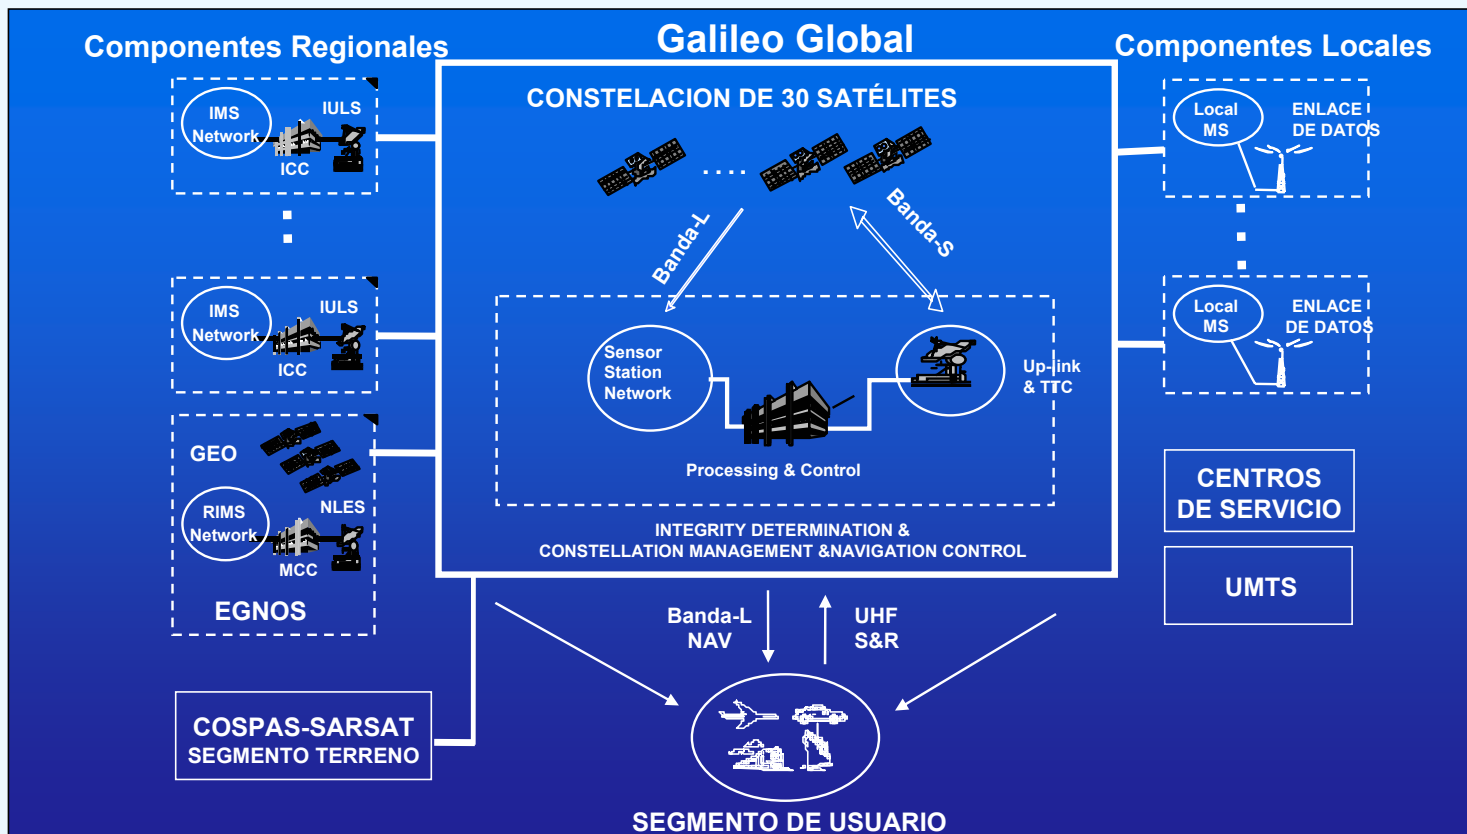 Galileo Global
Componentes Regionales
Componentes Locales
IMS
Network
IULS
ICC
IMS
Network
IULS
ICC
GEO
RIMS
Network
NLES
MCC
EGNOS
COSPAS-SARSAT
SEGMENTO TERRENO
CONSTELACION DE 30 SATÉLITES
....
Banda-L
Banda-S
Sensor
Station
Network
Up-link
& TTC
Processing & Control
INTEGRITY DETERMINATION &
CONSTELLATION MANAGEMENT &NAVIGATION CONTROL
Local
MS
ENLACE
DE DATOS
Local
MS
ENLACE
DE DATOS
CENTROS
DE SERVICIO
UMTS
Banda-L
NAV
UHF
S&R
SEGMENTO DE USUARIO